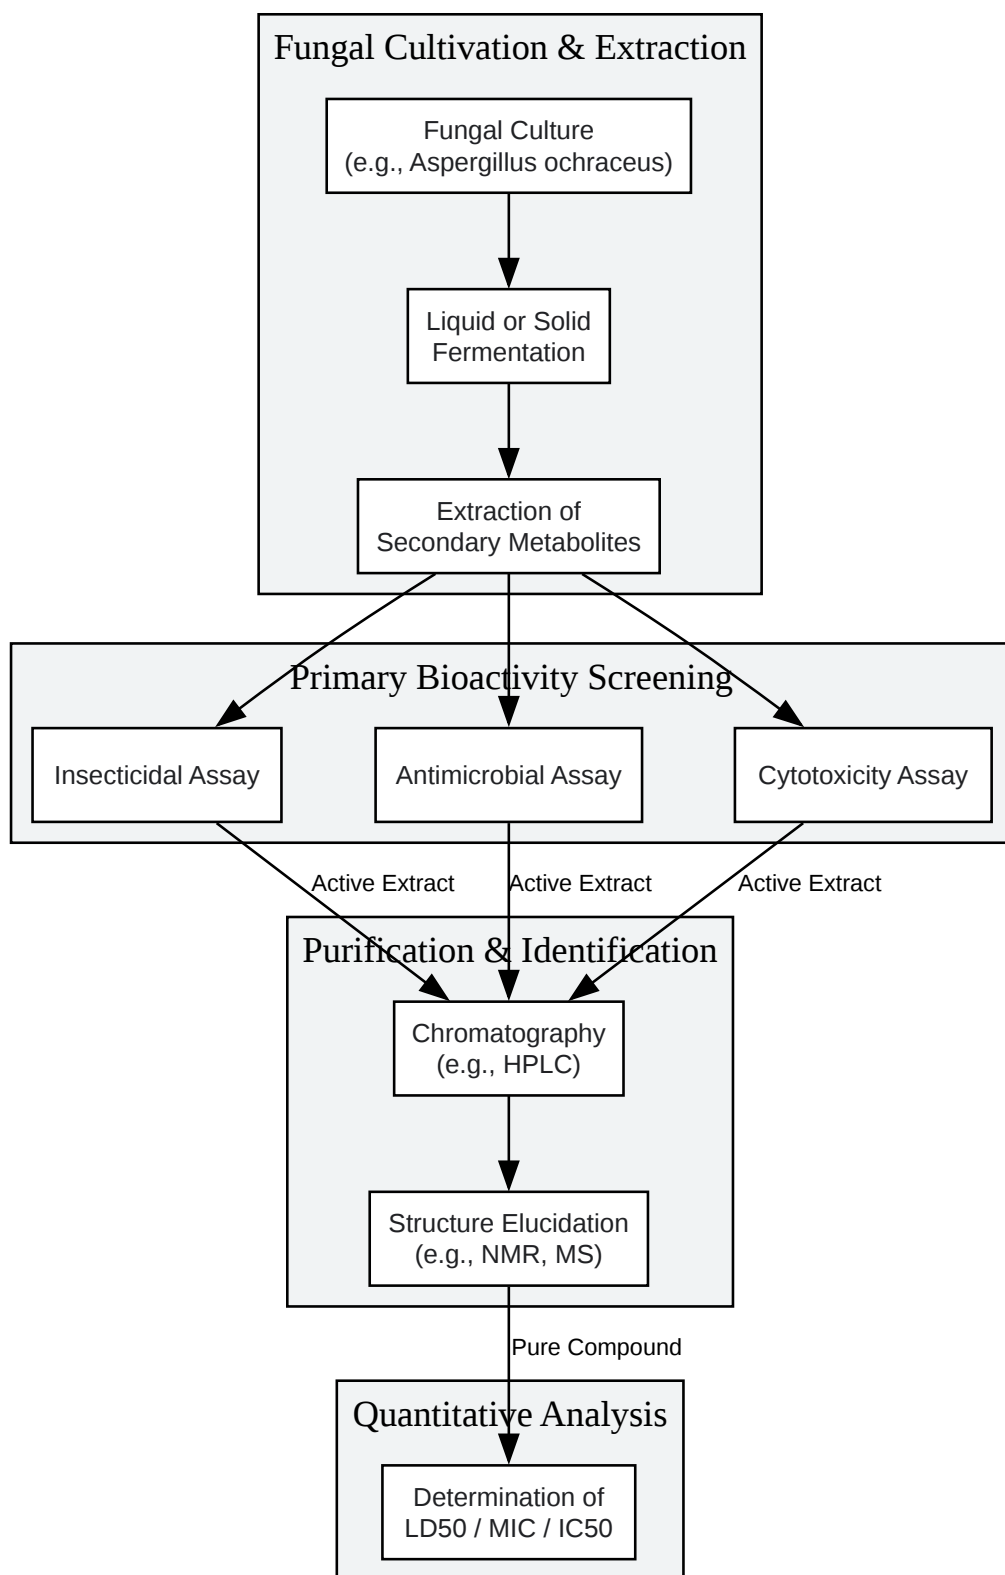 Fungal Cultivation & Extraction
Fungal Culture
(e.g., Aspergillus ochraceus)
Liquid or Solid
Fermentation
Extraction of
Secondary Metabolites
Primary Bioactivity Screening
Insecticidal Assay
Antimicrobial Assay
Cytotoxicity Assay
Active Extract
Active Extract
Active Extract
Purification & Identification
Chromatography
(e.g., HPLC)
Structure Elucidation
(e.g., NMR, MS)
Pure Compound
Quantitative Analysis
Determination of
LD50 / MIC / IC50